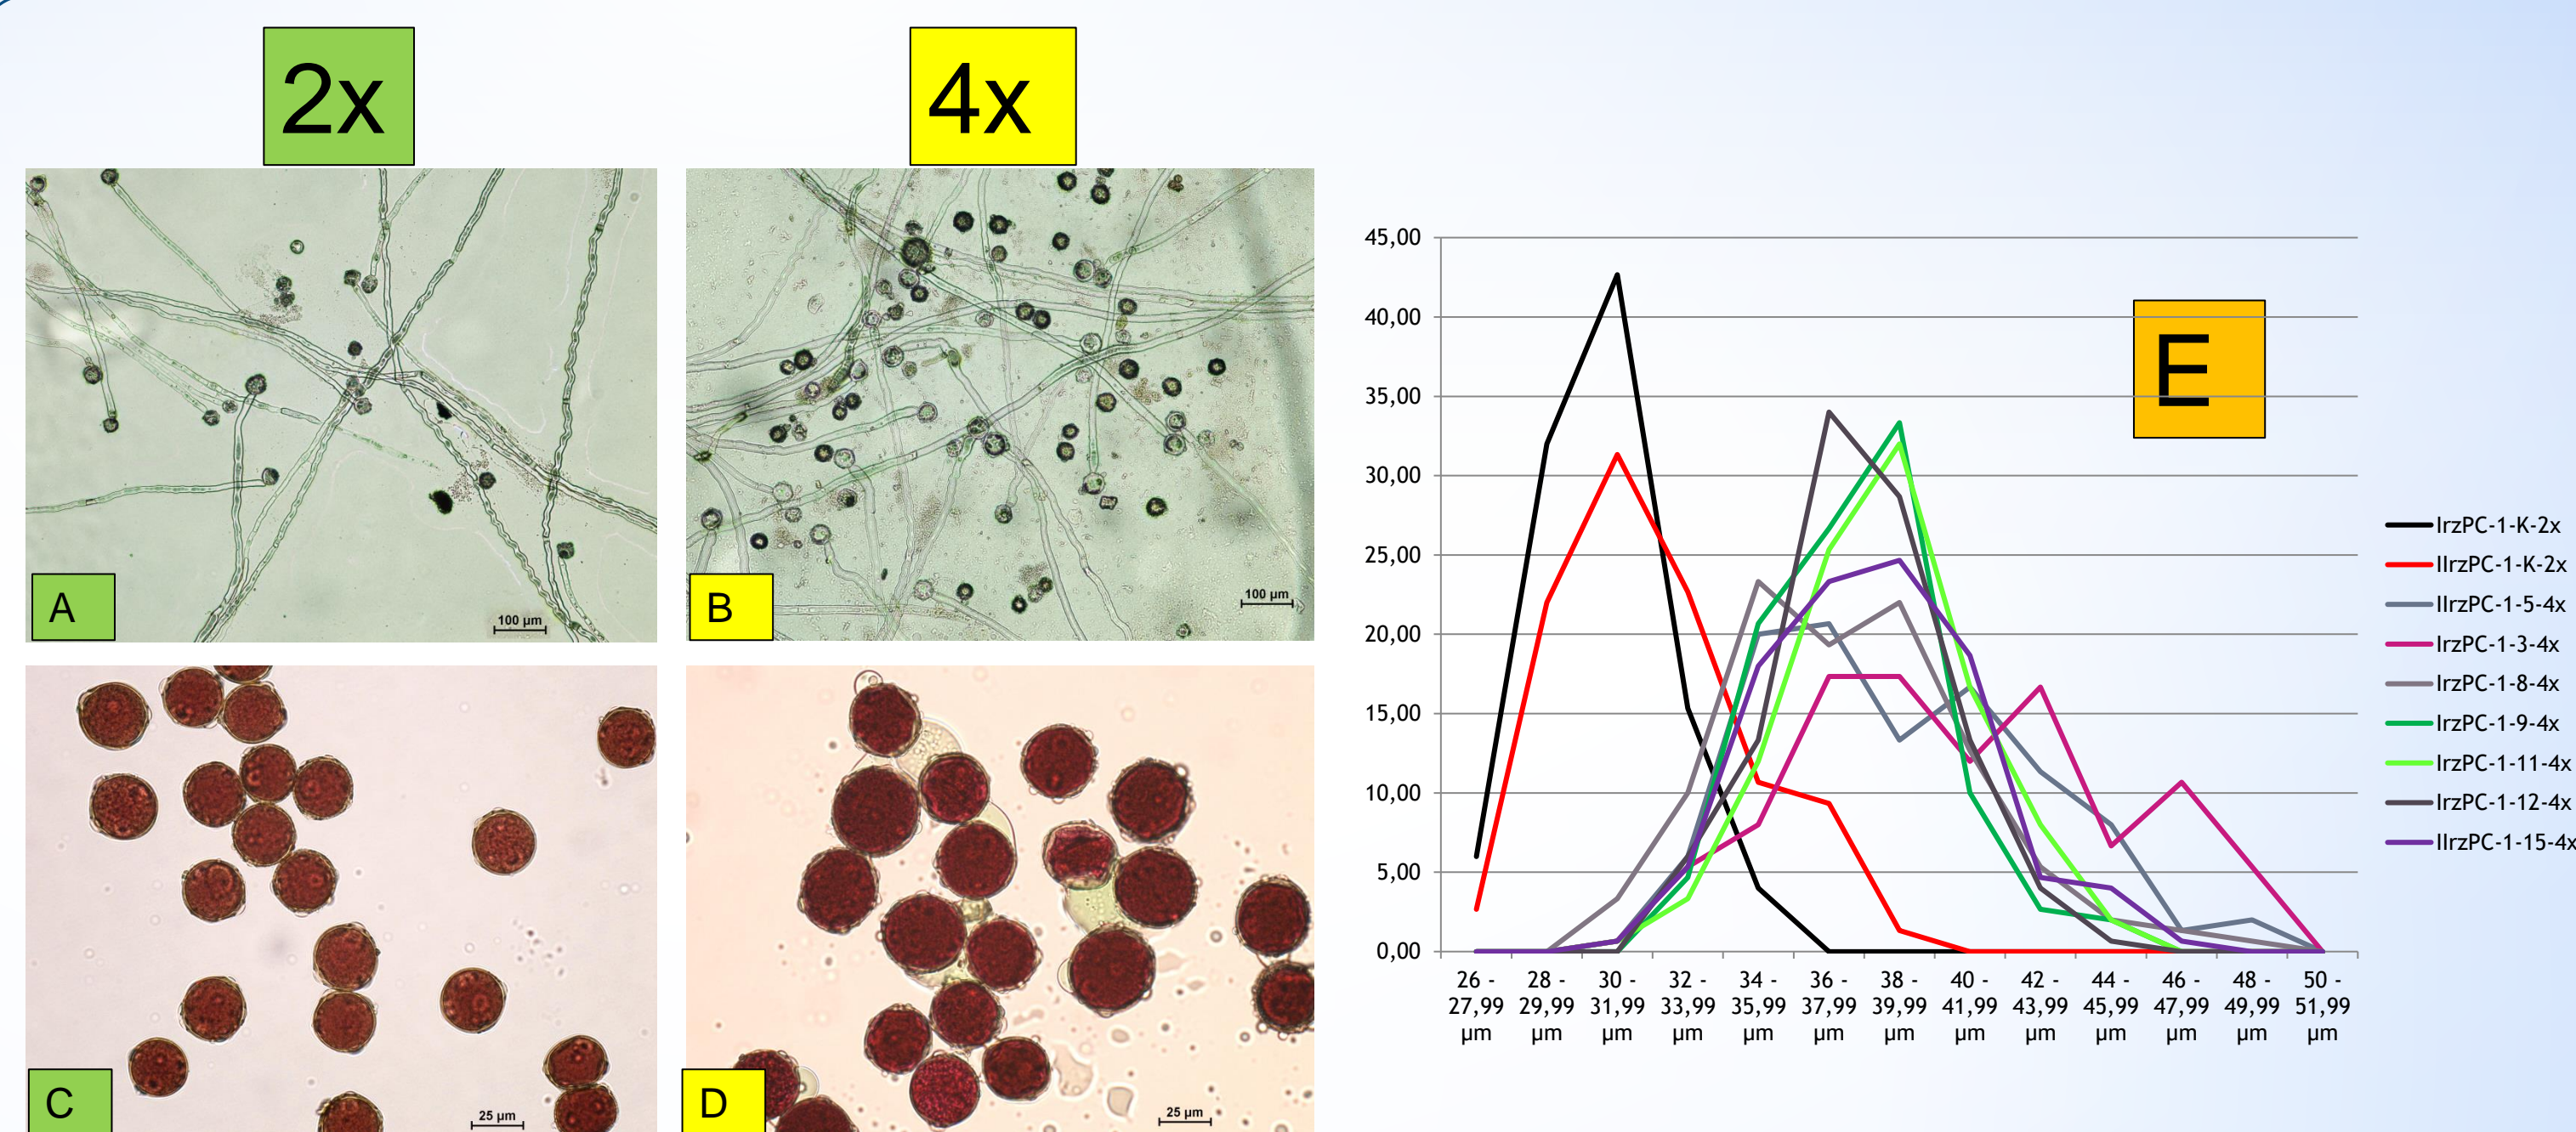 2x
4x
A
100 µm
B
100 µm
C
25 µm
D
25 µm
E
45,00
40,00
35,00
30,00
25,00
20,00
15,00
10,00
5,00
0,00
26 -
27,99
µm
28 -
29,99
µm
30 -
31,99
µm
32 -
33,99
µm
34 -
35,99
µm
36 -
37,99
µm
38 -
39,99
µm
40 -
41,99
µm
42 -
43,99
µm
44 -
45,99
µm
46 -
47,99
µm
48 -
49,99
µm
50 -
51,99
µm
IrzPC-1-K-2x
IIrzPC-1-K-2x
IIrzPC-1-5-4x
IrzPC-1-3-4x
IrzPC-1-8-4x
IrzPC-1-9-4x
IrzPC-1-11-4x
IrzPC-1-12-4x
IIrzPC-1-15-4x